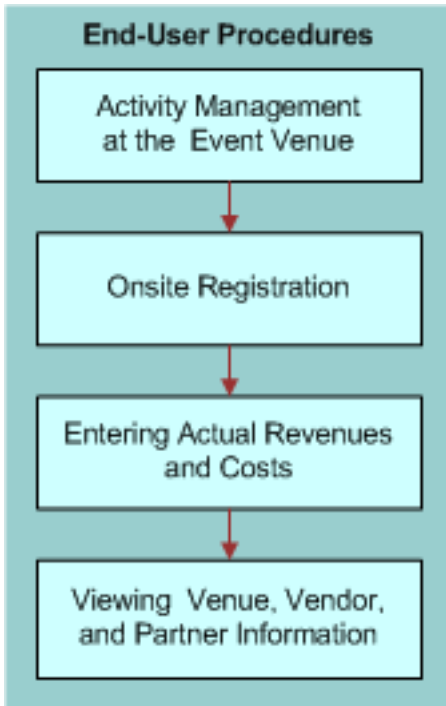 End-User Procedures
Activity Management
at the Event Venue
Onsite Registration
Entering Actual Revenues
and Costs
Viewing Venue, Vendor,
and Partner Information